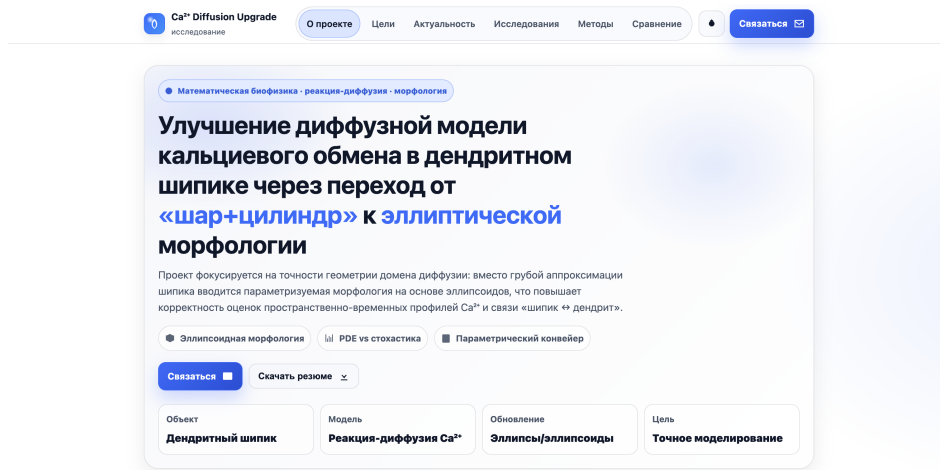 Ca²⁺ Diffusion Upgrade
исследование
О проекте
Цели
Актуальность
Исследования
Методы
Сравнение
Связаться
Математическая биофизика · реакция-диффузия · морфология
Улучшение диффузной модели
кальциевого обмена в дендритном
шипике через переход от
«шар+цилиндр» к эллиптической
морфологии
Проект фокусируется на точности геометрии домена диффузии: вместо грубой аппроксимации
шипика вводится параметризуемая морфология на основе эллипсоидов, что повышает
корректность оценок пространственно-временных профилей Ca²⁺ и связи «шипик ↔ дендрит».
Эллипсоидная морфология
PDE vs стохастика
Параметрический конвейер
Связаться
Скачать резюме
Объект
Дендритный шипик
Модель
Реакция-диффузия Ca²⁺
Обновление
Эллипсы/эллипсоиды
Цель
Точное моделирование